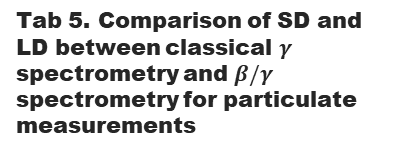 Tab 5. Comparison of SD and
LD between classical γ
spectrometry and β/γ
spectrometry for particulate
measurements